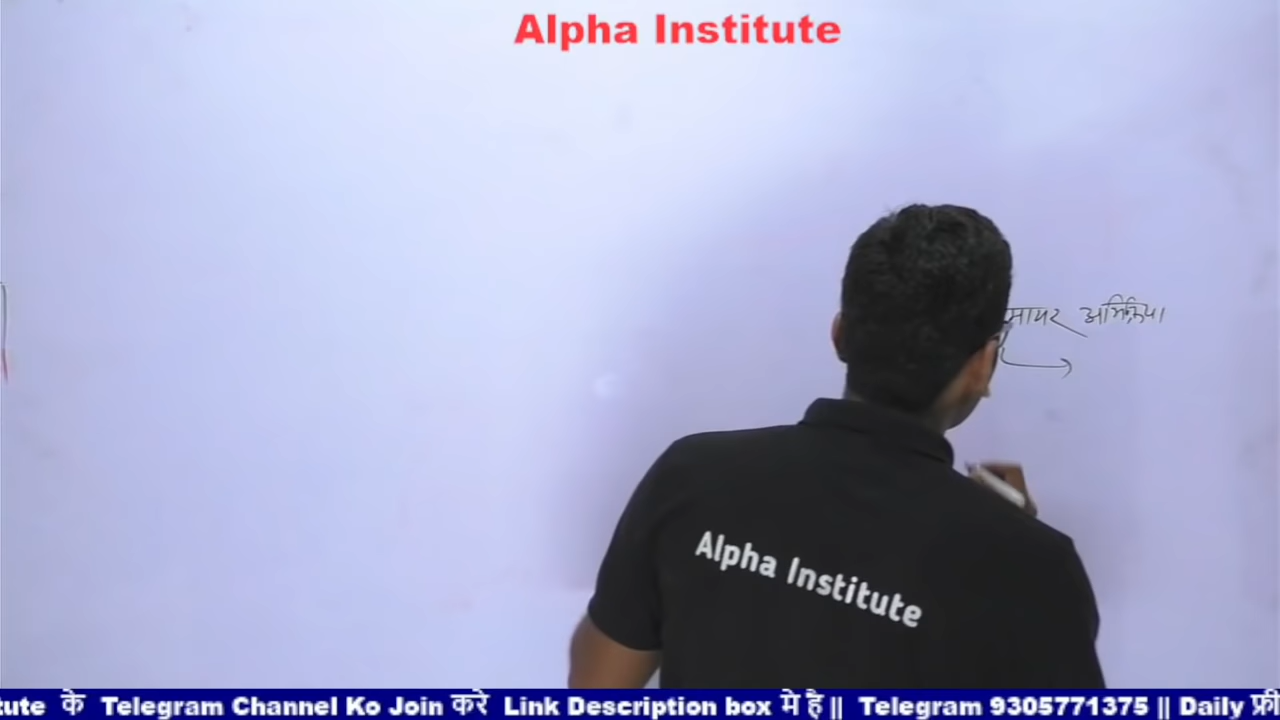 Alpha Institute
मायर अभिक्रिया
Alpha Institute
tute के Telegram Channel Ko Join करे Link Description box मे है || Telegram 9305771375 || Daily फ्री